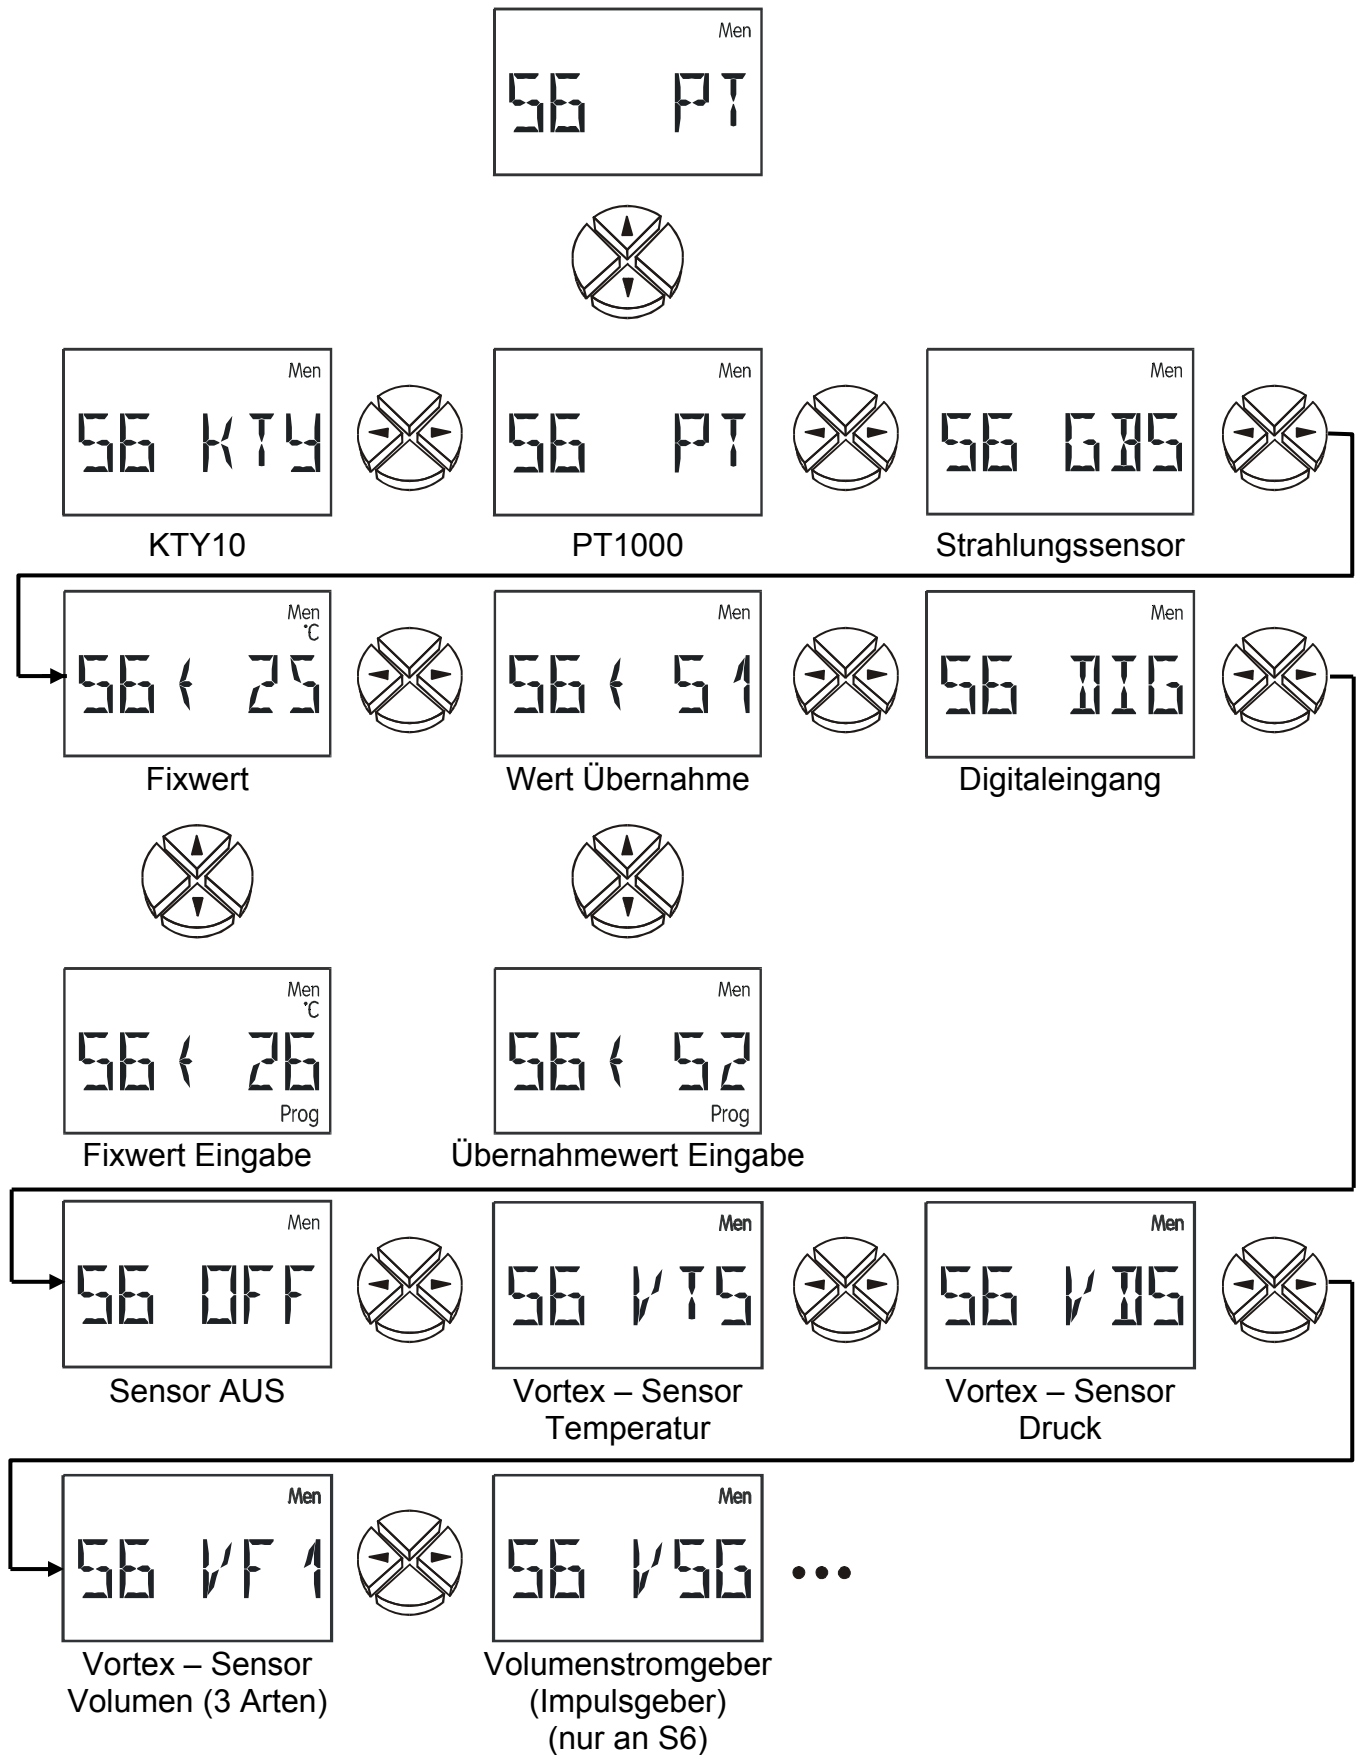 Men
S6 PT
Men
S6 KTY
Men
S6 PT
Men
S6 GBS
KTY10
PT1000
Strahlungssensor
Men
°C
S6 < 25
Men
S6 < S1
Men
S6 DIG
Fixwert
Wert Übernahme
Digitaleingang
Men
°C
S6 < 26
Prog
Men
S6 < S2
Prog
Fixwert Eingabe
Übernahmewert Eingabe
Men
S6 OFF
Men
S6 VTS
Men
S6 VDS
Sensor AUS
Vortex – Sensor
Temperatur
Vortex – Sensor
Druck
Men
S6 VF1
Men
S6 VSG
•••
Vortex – Sensor
Volumen (3 Arten)
Volumenstromgeber
(Impulsgeber)
(nur an S6)